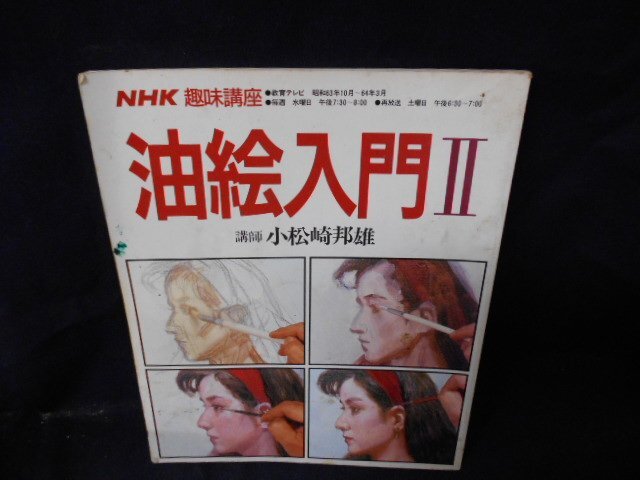 NHK 趣味講座 ●教育テレビ 昭和63年10月～64年3月
●毎週 水曜日 午後7:30～8:00 ●再放送 土曜日 午後6:30～7:00
油絵入門II
講師 小松崎邦雄